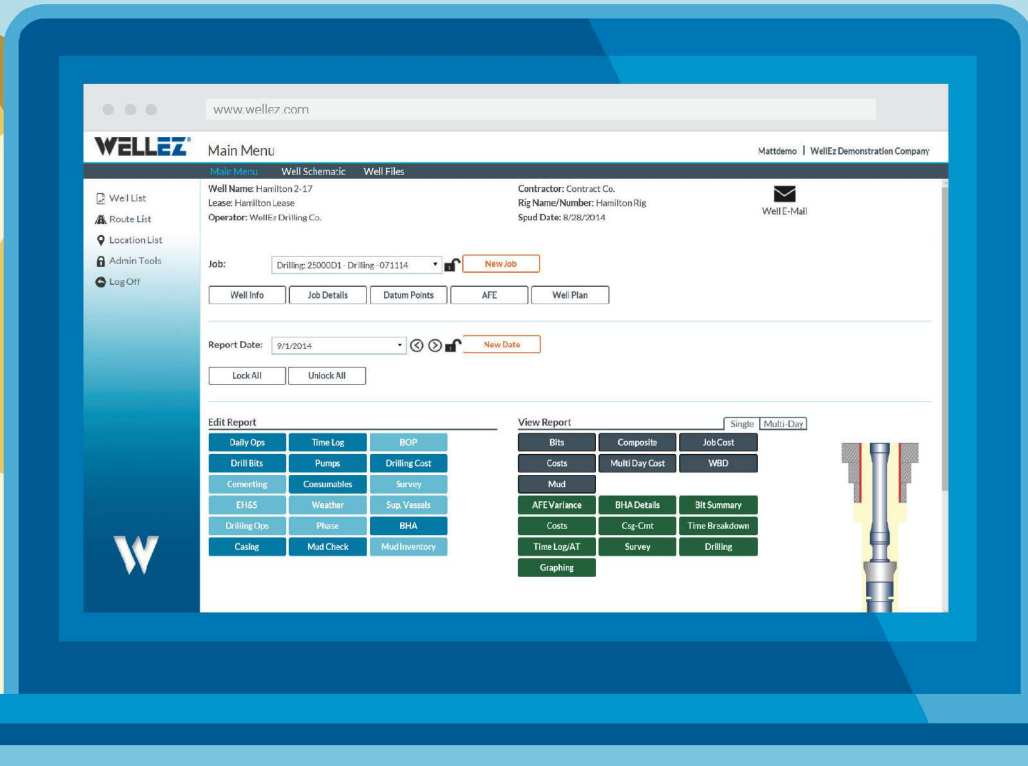 www.wellez.com
WELLEZ
Main Menu
Mattdemo | WellEz Demonstration Company
Main Menu Well Schematic Well Files
Well List
Route List
Location List
Admin Tools
Log Off
Well Name: Hamilton 2-17
Lease: Hamilton Lease
Operator: WellEz Drilling Co.
Contractor: Contract Co.
Rig Name/Number: Hamilton Rig
Spud Date: 8/28/2014
Well E-Mail
Job: Drilling: 25000D1 - Drilling - 071114 New Job
Well Info Job Details Datum Points AFE Well Plan
Report Date: 9/1/2014 New Date
Lock All Unlock All
Edit Report
Daily Ops Time Log BOP
Drill Bits Pumps Drilling Cost
Cementing Consumables Survey
EH&S Weather Sup. Vessels
Drilling Ops Phase BHA
Casing Mud Check Mud Inventory
View Report Single Multi-Day
Bits Composite Job Cost
Costs Multi Day Cost WBD
Mud
AFE Variance BHA Details Bit Summary
Costs Csg-Cmt Time Breakdown
Time Log/AT Survey Drilling
Graphing
W